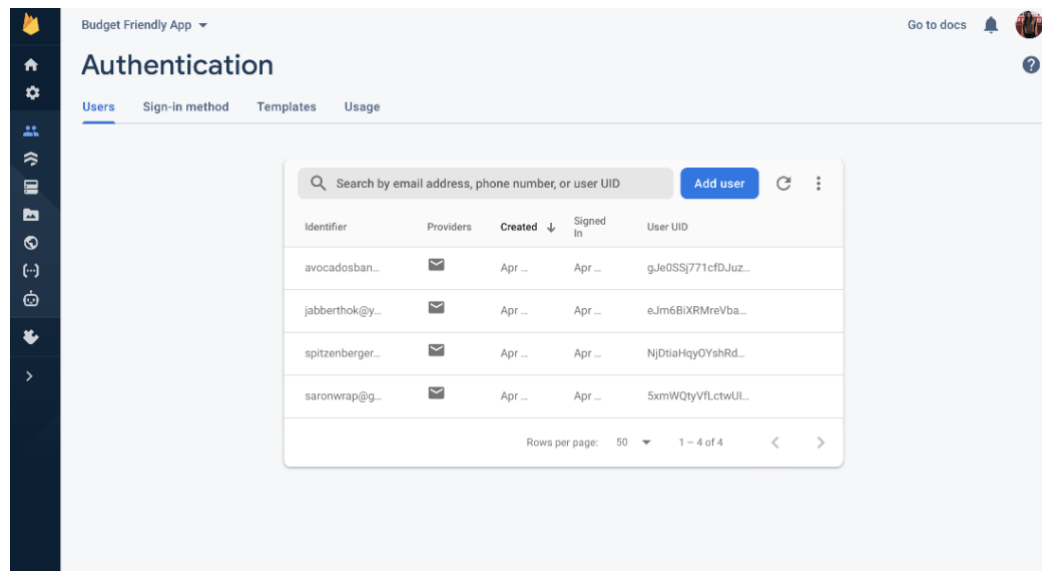 Budget Friendly App
Go to docs
Authentication
Users Sign-in method Templates Usage
Search by email address, phone number, or user UID
Add user
Identifier Providers Created Signed In User UID
avocadosban... Apr ... Apr ... gJe0SSj771cfDJuz...
jabberthok@y... Apr ... Apr ... eJm6BiXRMreVba...
spitzenberger... Apr ... Apr ... NjDtiaHqyOYshRd...
saronwrap@g... Apr ... Apr ... 5xmWQtyVfLctwUI...
Rows per page: 50 1 – 4 of 4